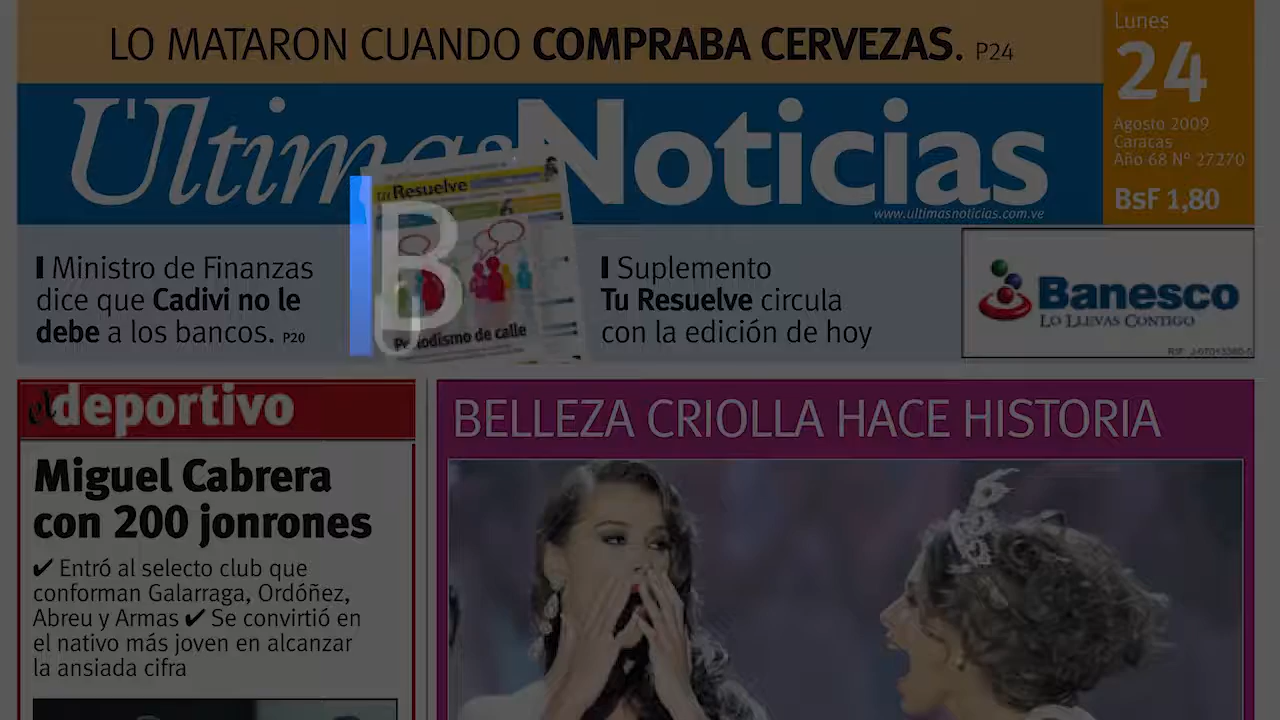 LO MATARON CUANDO COMPRABA CERVEZAS. P24
Lunes
24
Agosto 2009
Caracas
Año 68 Nº 27270
BsF 1,80
Últimas Noticias
www.ultimasnoticias.com.ve
Ministro de Finanzas
dice que Cadivi no le
debe a los bancos. P20
Tu Resuelve
B
Periodismo de calle
Suplemento
Tu Resuelve circula
con la edición de hoy
Banesco
LO LLEVAS CONTIGO
el deportivo
Miguel Cabrera
con 200 jonrones
✔ Entró al selecto club que
conforman Galarraga, Ordóñez,
Abreu y Armas ✔ Se convirtió en
el nativo más joven en alcanzar
la ansiada cifra
BELLEZA CRIOLLA HACE HISTORIA